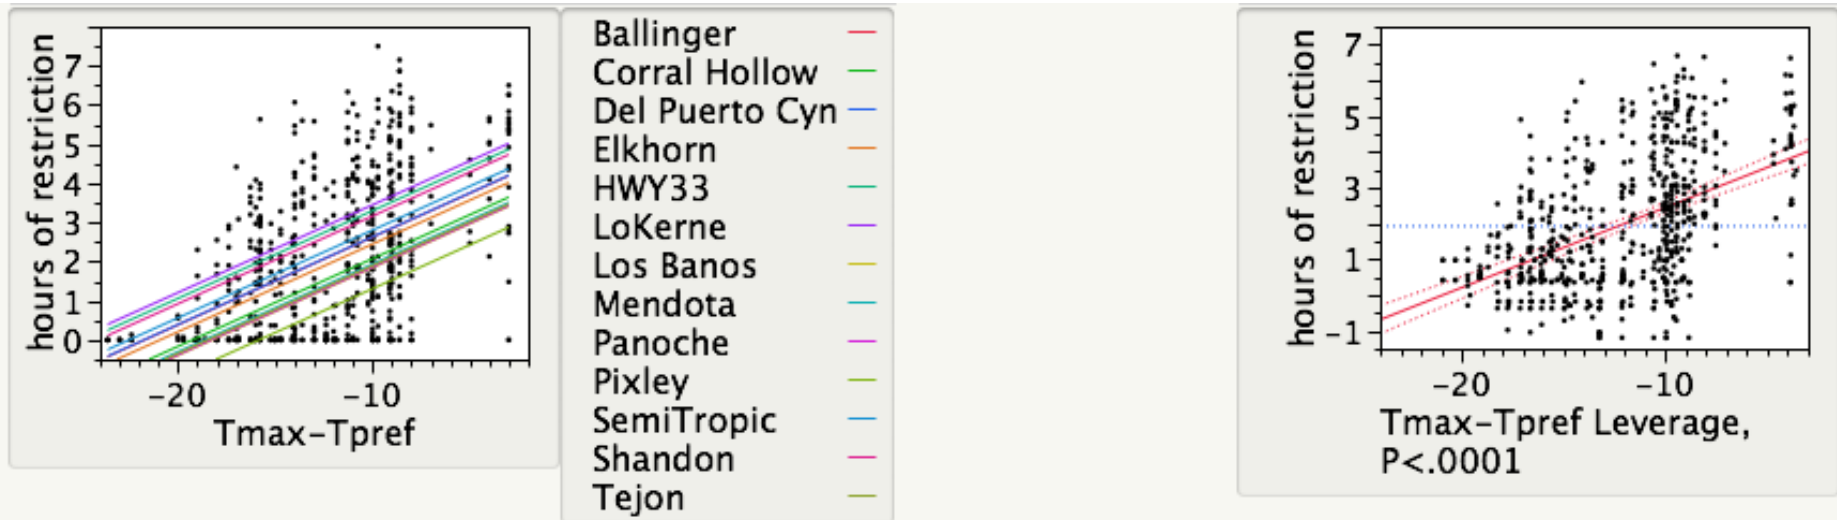 hours of restriction
7
6
5
4
3
2
1
0
-20
-10
Tmax-Tpref
Ballinger
Corral Hollow
Del Puerto Cyn
Elkhorn
HWY33
LoKerne
Los Banos
Mendota
Panoche
Pixley
SemiTropic
Shandon
Tejon
hours of restriction
7
5
3
1
-1
-20
-10
Tmax-Tpref Leverage,
P<.0001